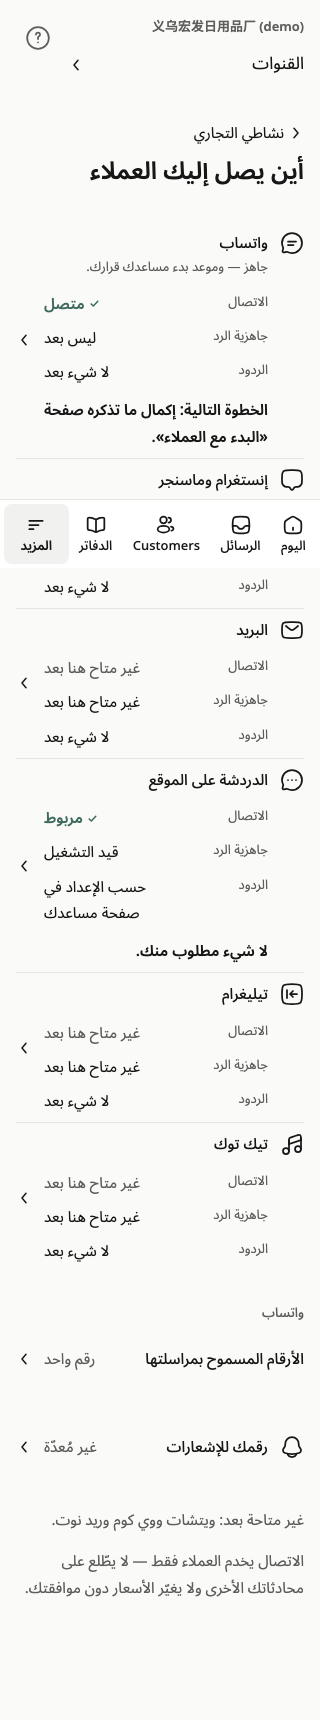 义乌宏发日用品厂 (demo)
القنوات
نشاطي التجاري
أين يصل إليك العملاء
واتساب
جاهز — وموعد بدء مساعدك قرارك.
الاتصال
متصل
جاهزية الرد
ليس بعد
الردود
لا شيء بعد
الخطوة التالية: إكمال ما تذكره صفحة
«البدء مع العملاء».
إنستغرام وماسنجر
اليوم
الرسائل
Customers
الدفاتر
المزيد
الردود
لا شيء بعد
البريد
الاتصال
غير متاح هنا بعد
جاهزية الرد
غير متاح هنا بعد
الردود
لا شيء بعد
الدردشة على الموقع
الاتصال
مربوط
جاهزية الرد
قيد التشغيل
الردود
حسب الإعداد في
صفحة مساعدك
لا شيء مطلوب منك.
تيليغرام
الاتصال
غير متاح هنا بعد
جاهزية الرد
غير متاح هنا بعد
الردود
لا شيء بعد
تيك توك
الاتصال
غير متاح هنا بعد
جاهزية الرد
غير متاح هنا بعد
الردود
لا شيء بعد
واتساب
الأرقام المسموح بمراسلتها
رقم واحد
رقمك للإشعارات
غير مُعدّة
غير متاحة بعد: ويتشات ووي كوم وريد نوت.
الاتصال يخدم العملاء فقط — لا يطّلع على
محادثاتك الأخرى ولا يغيّر الأسعار دون موافقتك.